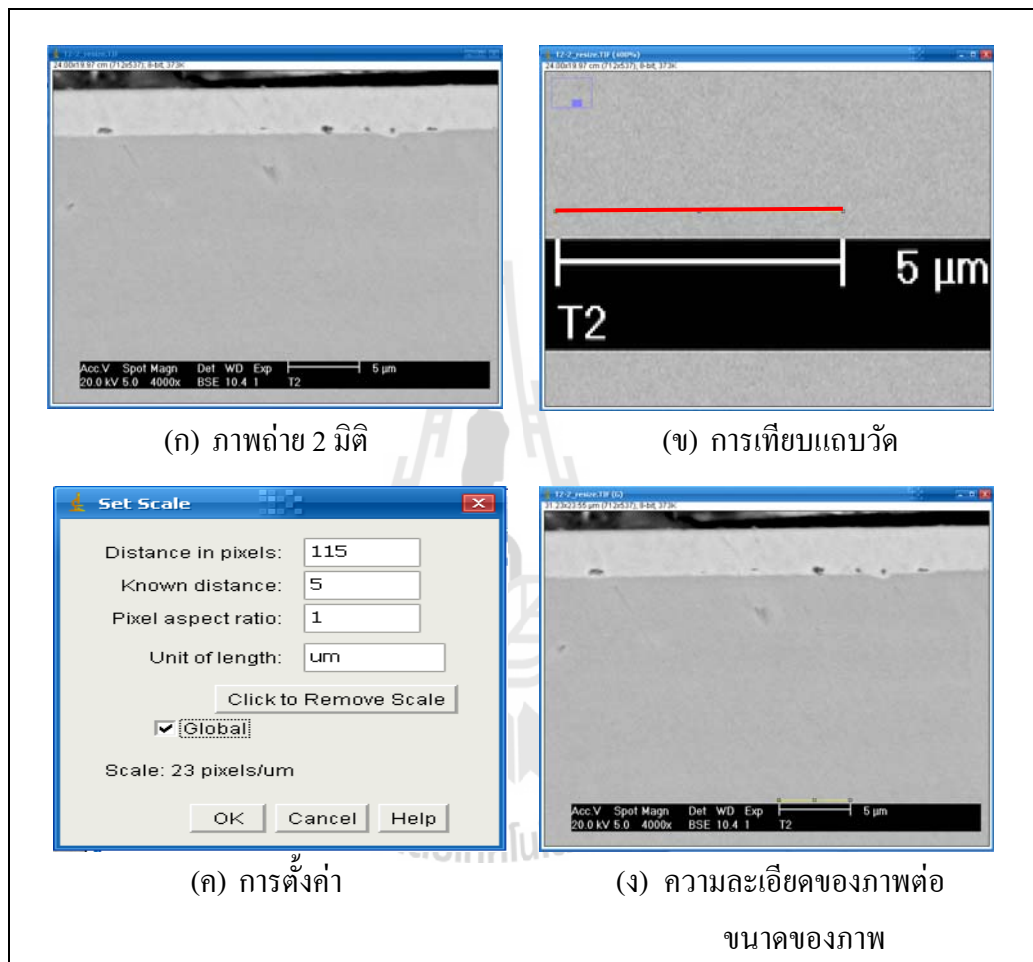 T2-2_resize.TIF
24.00x19.97 cm (712x537); 8-bit; 373K
Acc.V Spot Magn Det WD Exp 5 µm
20.0 kV 5.0 4000x BSE 10.4 1 T2
(ก) ภาพถ่าย 2 มิติ
T2-2_resize.TIF (400%)
24.00x19.97 cm (712x537); 8-bit; 373K
5 µm
T2
(ข) การเทียบแถบวัด
Set Scale
Distance in pixels: 115
Known distance: 5
Pixel aspect ratio: 1
Unit of length: um
Click to Remove Scale
Global
Scale: 23 pixels/um
OK Cancel Help
(ค) การตั้งค่า
T2-2_resize.TIF (G)
31.23x23.55 µm (712x537); 8-bit; 373K
Acc.V Spot Magn Det WD Exp 5 µm
20.0 kV 5.0 4000x BSE 10.4 1 T2
(ง) ความละเอียดของภาพต่อ
ขนาดของภาพ